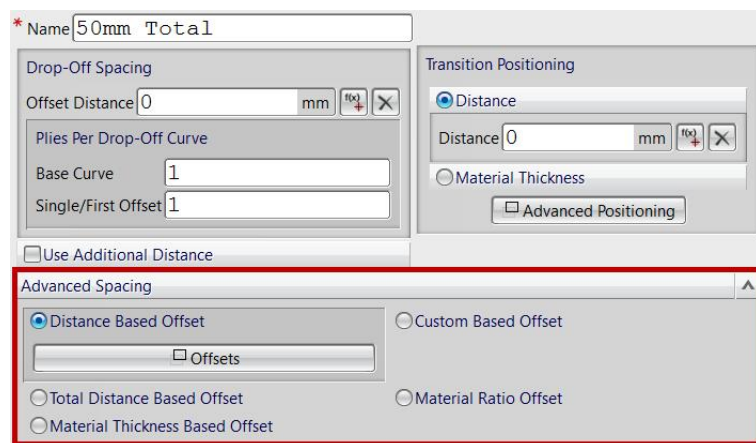 * Name 50mm Total
Drop-Off Spacing
Offset Distance 0 mm f(x)
Plies Per Drop-Off Curve
Base Curve 1
Single/First Offset 1
Use Additional Distance
Transition Positioning
Distance
Distance 0 mm f(x)
Material Thickness
Advanced Positioning
Advanced Spacing
Distance Based Offset
Offsets
Custom Based Offset
Total Distance Based Offset
Material Ratio Offset
Material Thickness Based Offset